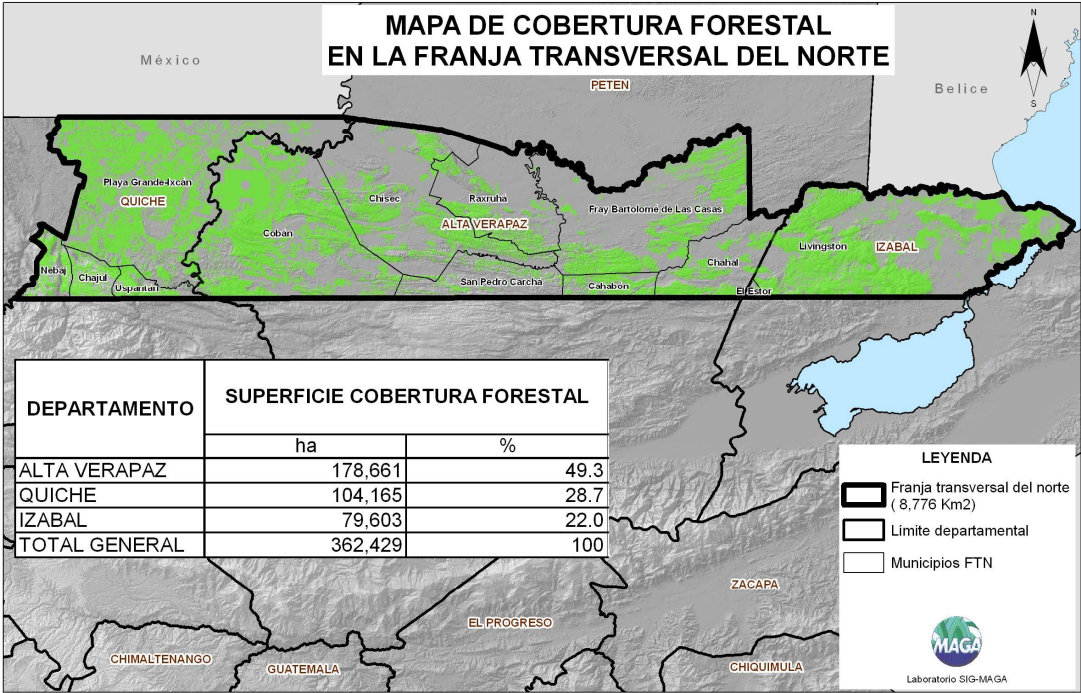 MAPA DE COBERTURA FORESTAL
EN LA FRANJA TRANSVERSAL DEL NORTE
N
S
México
PETEN
Belice
Playa Grande-Ixcán
QUICHE
Chisec
Raxruhá
Fray Bartolomé de Las Casas
ALTA VERAPAZ
Cobán
Livingston
IZABAL
Nebaj
Chajul
Uspantán
San Pedro Carchá
Cahabón
Chahal
El Estor
DEPARTAMENTO
SUPERFICIE COBERTURA FORESTAL
ha %
ALTA VERAPAZ 178,661 49.3
QUICHE 104,165 28.7
IZABAL 79,603 22.0
TOTAL GENERAL 362,429 100
LEYENDA
Franja transversal del norte
( 8,776 Km2)
Límite departamental
Municipios FTN
MAGA
Laboratorio SIG-MAGA
ZACAPA
EL PROGRESO
CHIMALTENANGO
GUATEMALA
CHIQUIMULA